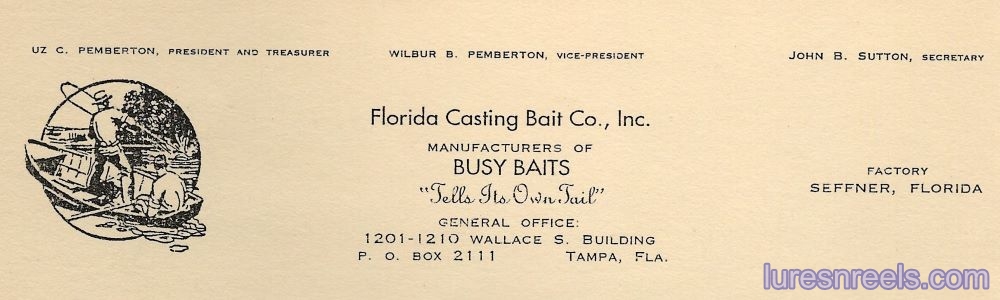 UZ C. PEMBERTON, PRESIDENT AND TREASURER
WILBUR B. PEMBERTON, VICE-PRESIDENT
JOHN B. SUTTON, SECRETARY
Florida Casting Bait Co., Inc.
MANUFACTURERS OF
BUSY BAITS
"Tells Its Own Tail"
GENERAL OFFICE:
1201-1210 WALLACE S. BUILDING
P. O. BOX 2111 TAMPA, FLA.
FACTORY
SEFFNER, FLORIDA
luresnreels.com